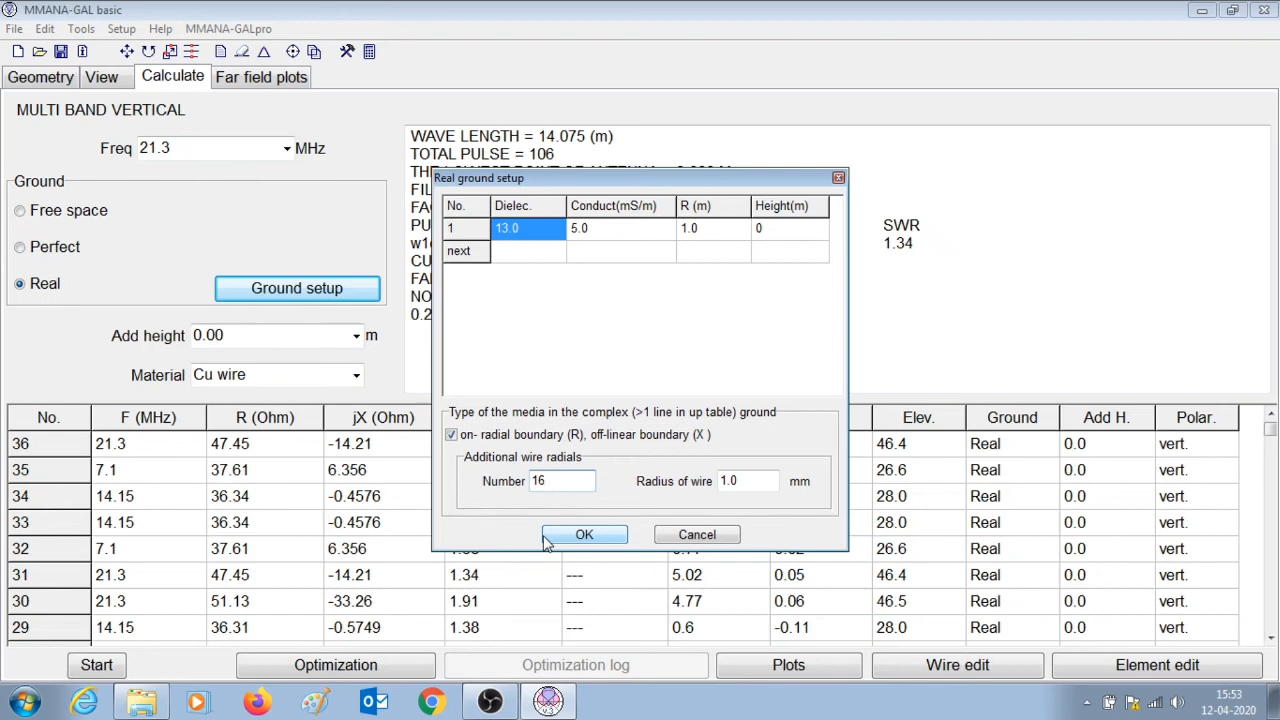 MMANA-GAL basic
File Edit Tools Setup Help MMANA-GALpro
Geometry View Calculate Far field plots
MULTI BAND VERTICAL
Freq 21.3 MHz
Ground
Free space
Perfect
Real Ground setup
Add height 0.00 m
Material Cu wire
WAVE LENGTH = 14.075 (m)
TOTAL PULSE = 106
SWR
1.34
Real ground setup
No. Dielec. Conduct(mS/m) R (m) Height(m)
1 13.0 5.0 1.0 0
next
Type of the media in the complex (>1 line in up table) ground
on- radial boundary (R), off-linear boundary (X )
Additional wire radials
Number 16 Radius of wire 1.0 mm
OK Cancel
No. F (MHz) R (Ohm) jX (Ohm) Elev. Ground Add H. Polar.
36 21.3 47.45 -14.21 46.4 Real 0.0 vert.
35 7.1 37.61 6.356 26.6 Real 0.0 vert.
34 14.15 36.34 -0.4576 28.0 Real 0.0 vert.
33 14.15 36.34 -0.4576 28.0 Real 0.0 vert.
32 7.1 37.61 6.356 26.6 Real 0.0 vert.
31 21.3 47.45 -14.21 1.34 --- 5.02 0.05 46.4 Real 0.0 vert.
30 21.3 51.13 -33.26 1.91 --- 4.77 0.06 46.5 Real 0.0 vert.
29 14.15 36.31 -0.5749 1.38 --- 0.6 -0.11 28.0 Real 0.0 vert.
Start Optimization Optimization log Plots Wire edit Element edit
15:53
12-04-2020